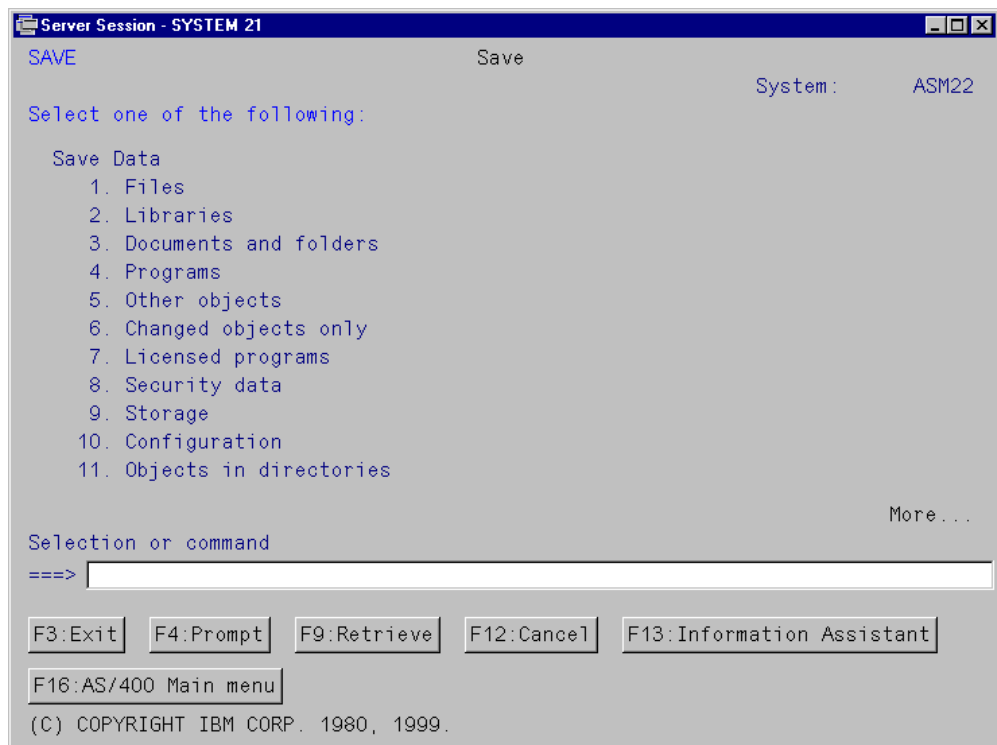 Server Session - SYSTEM 21
SAVE Save
System: ASM22
Select one of the following:
Save Data
1. Files
2. Libraries
3. Documents and folders
4. Programs
5. Other objects
6. Changed objects only
7. Licensed programs
8. Security data
9. Storage
10. Configuration
11. Objects in directories
More...
Selection or command
===>
F3:Exit F4:Prompt F9:Retrieve F12:Cancel F13:Information Assistant
F16:AS/400 Main menu
(C) COPYRIGHT IBM CORP. 1980, 1999.